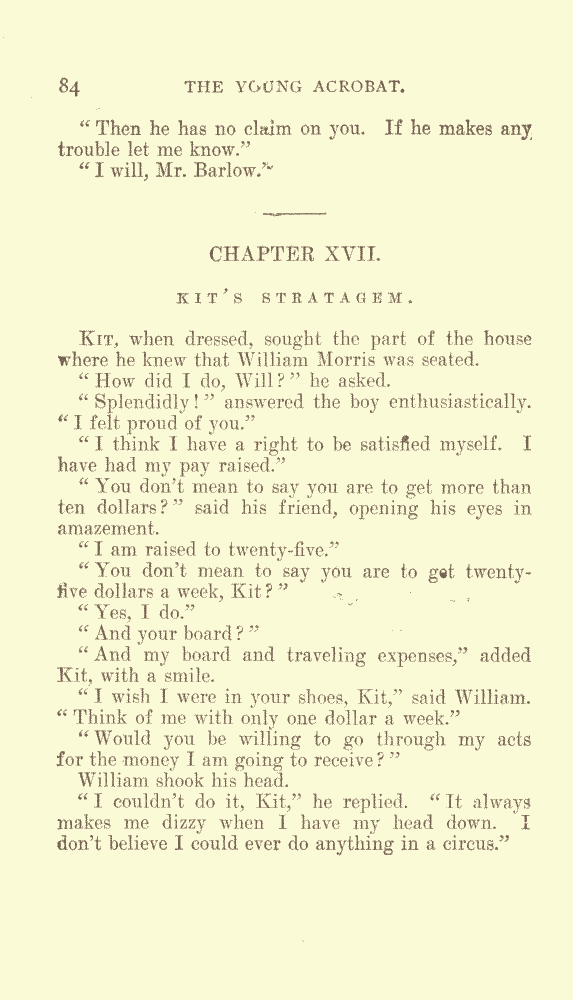 84 THE YOUNG ACROBAT.
“Then he has no claim on you. If he makes any
trouble let me know.”
“I will, Mr. Barlow.”
CHAPTER XVII.
KIT'S STRATAGEM.
KIT, when dressed, sought the part of the house
where he knew that William Morris was seated.
“How did I do, Will?” he asked.
“Splendidly!” answered the boy enthusiastically.
“I felt proud of you.”
“I think I have a right to be satisfied myself. I
have had my pay raised.”
“You don't mean to say you are to get more than
ten dollars?” said his friend, opening his eyes in
amazement.
“I am raised to twenty-five.”
“You don't mean to say you are to get twenty-
five dollars a week, Kit?”
“Yes, I do.”
“And your board?”
“And my board and traveling expenses,” added
Kit, with a smile.
“I wish I were in your shoes, Kit,” said William.
“Think of me with only one dollar a week.”
“Would you be willing to go through my acts
for the money I am going to receive?”
William shook his head.
“I couldn't do it, Kit,” he replied. “It always
makes me dizzy when I have my head down. I
don't believe I could ever do anything in a circus.”